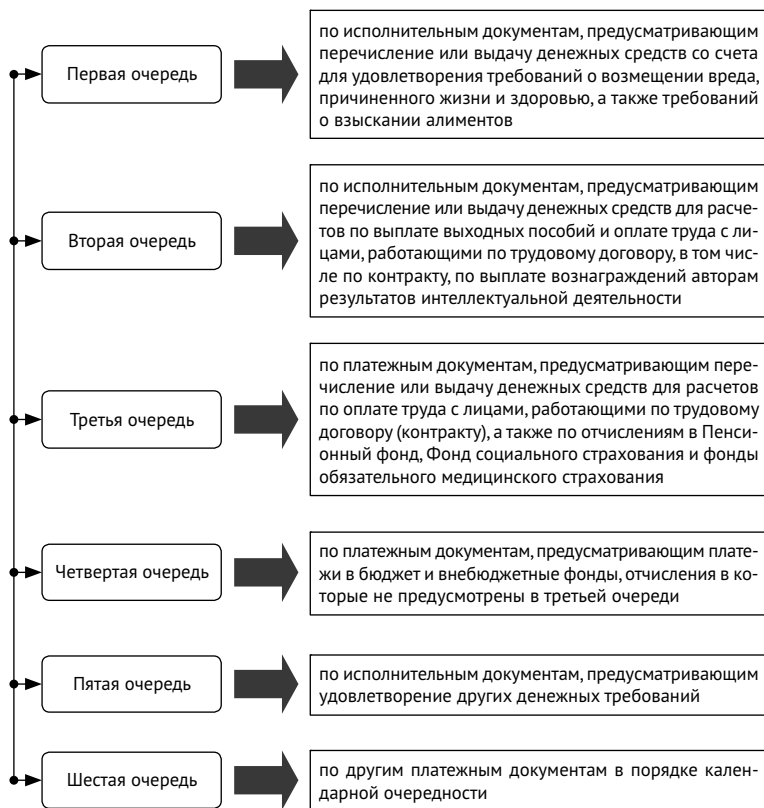 Первая очередь
по исполнительным документам, предусматривающим
перечисление или выдачу денежных средств со счета
для удовлетворения требований о возмещении вреда,
причиненного жизни и здоровью, а также требований
о взыскании алиментов
Вторая очередь
по исполнительным документам, предусматривающим
перечисление или выдачу денежных средств для расче-
тов по выплате выходных пособий и оплате труда с ли-
цами, работающими по трудовому договору, в том чис-
ле по контракту, по выплате вознаграждений авторам
результатов интеллектуальной деятельности
Третья очередь
по платежным документам, предусматривающим пере-
числение или выдачу денежных средств для расчетов
по оплате труда с лицами, работающими по трудовому
договору (контракту), а также по отчислениям в Пенси-
онный фонд, Фонд социального страхования и фонды
обязательного медицинского страхования
Четвертая очередь
по платежным документам, предусматривающим плате-
жи в бюджет и внебюджетные фонды, отчисления в ко-
торые не предусмотрены в третьей очереди
Пятая очередь
по исполнительным документам, предусматривающим
удовлетворение других денежных требований
Шестая очередь
по другим платежным документам в порядке кален-
дарной очередности